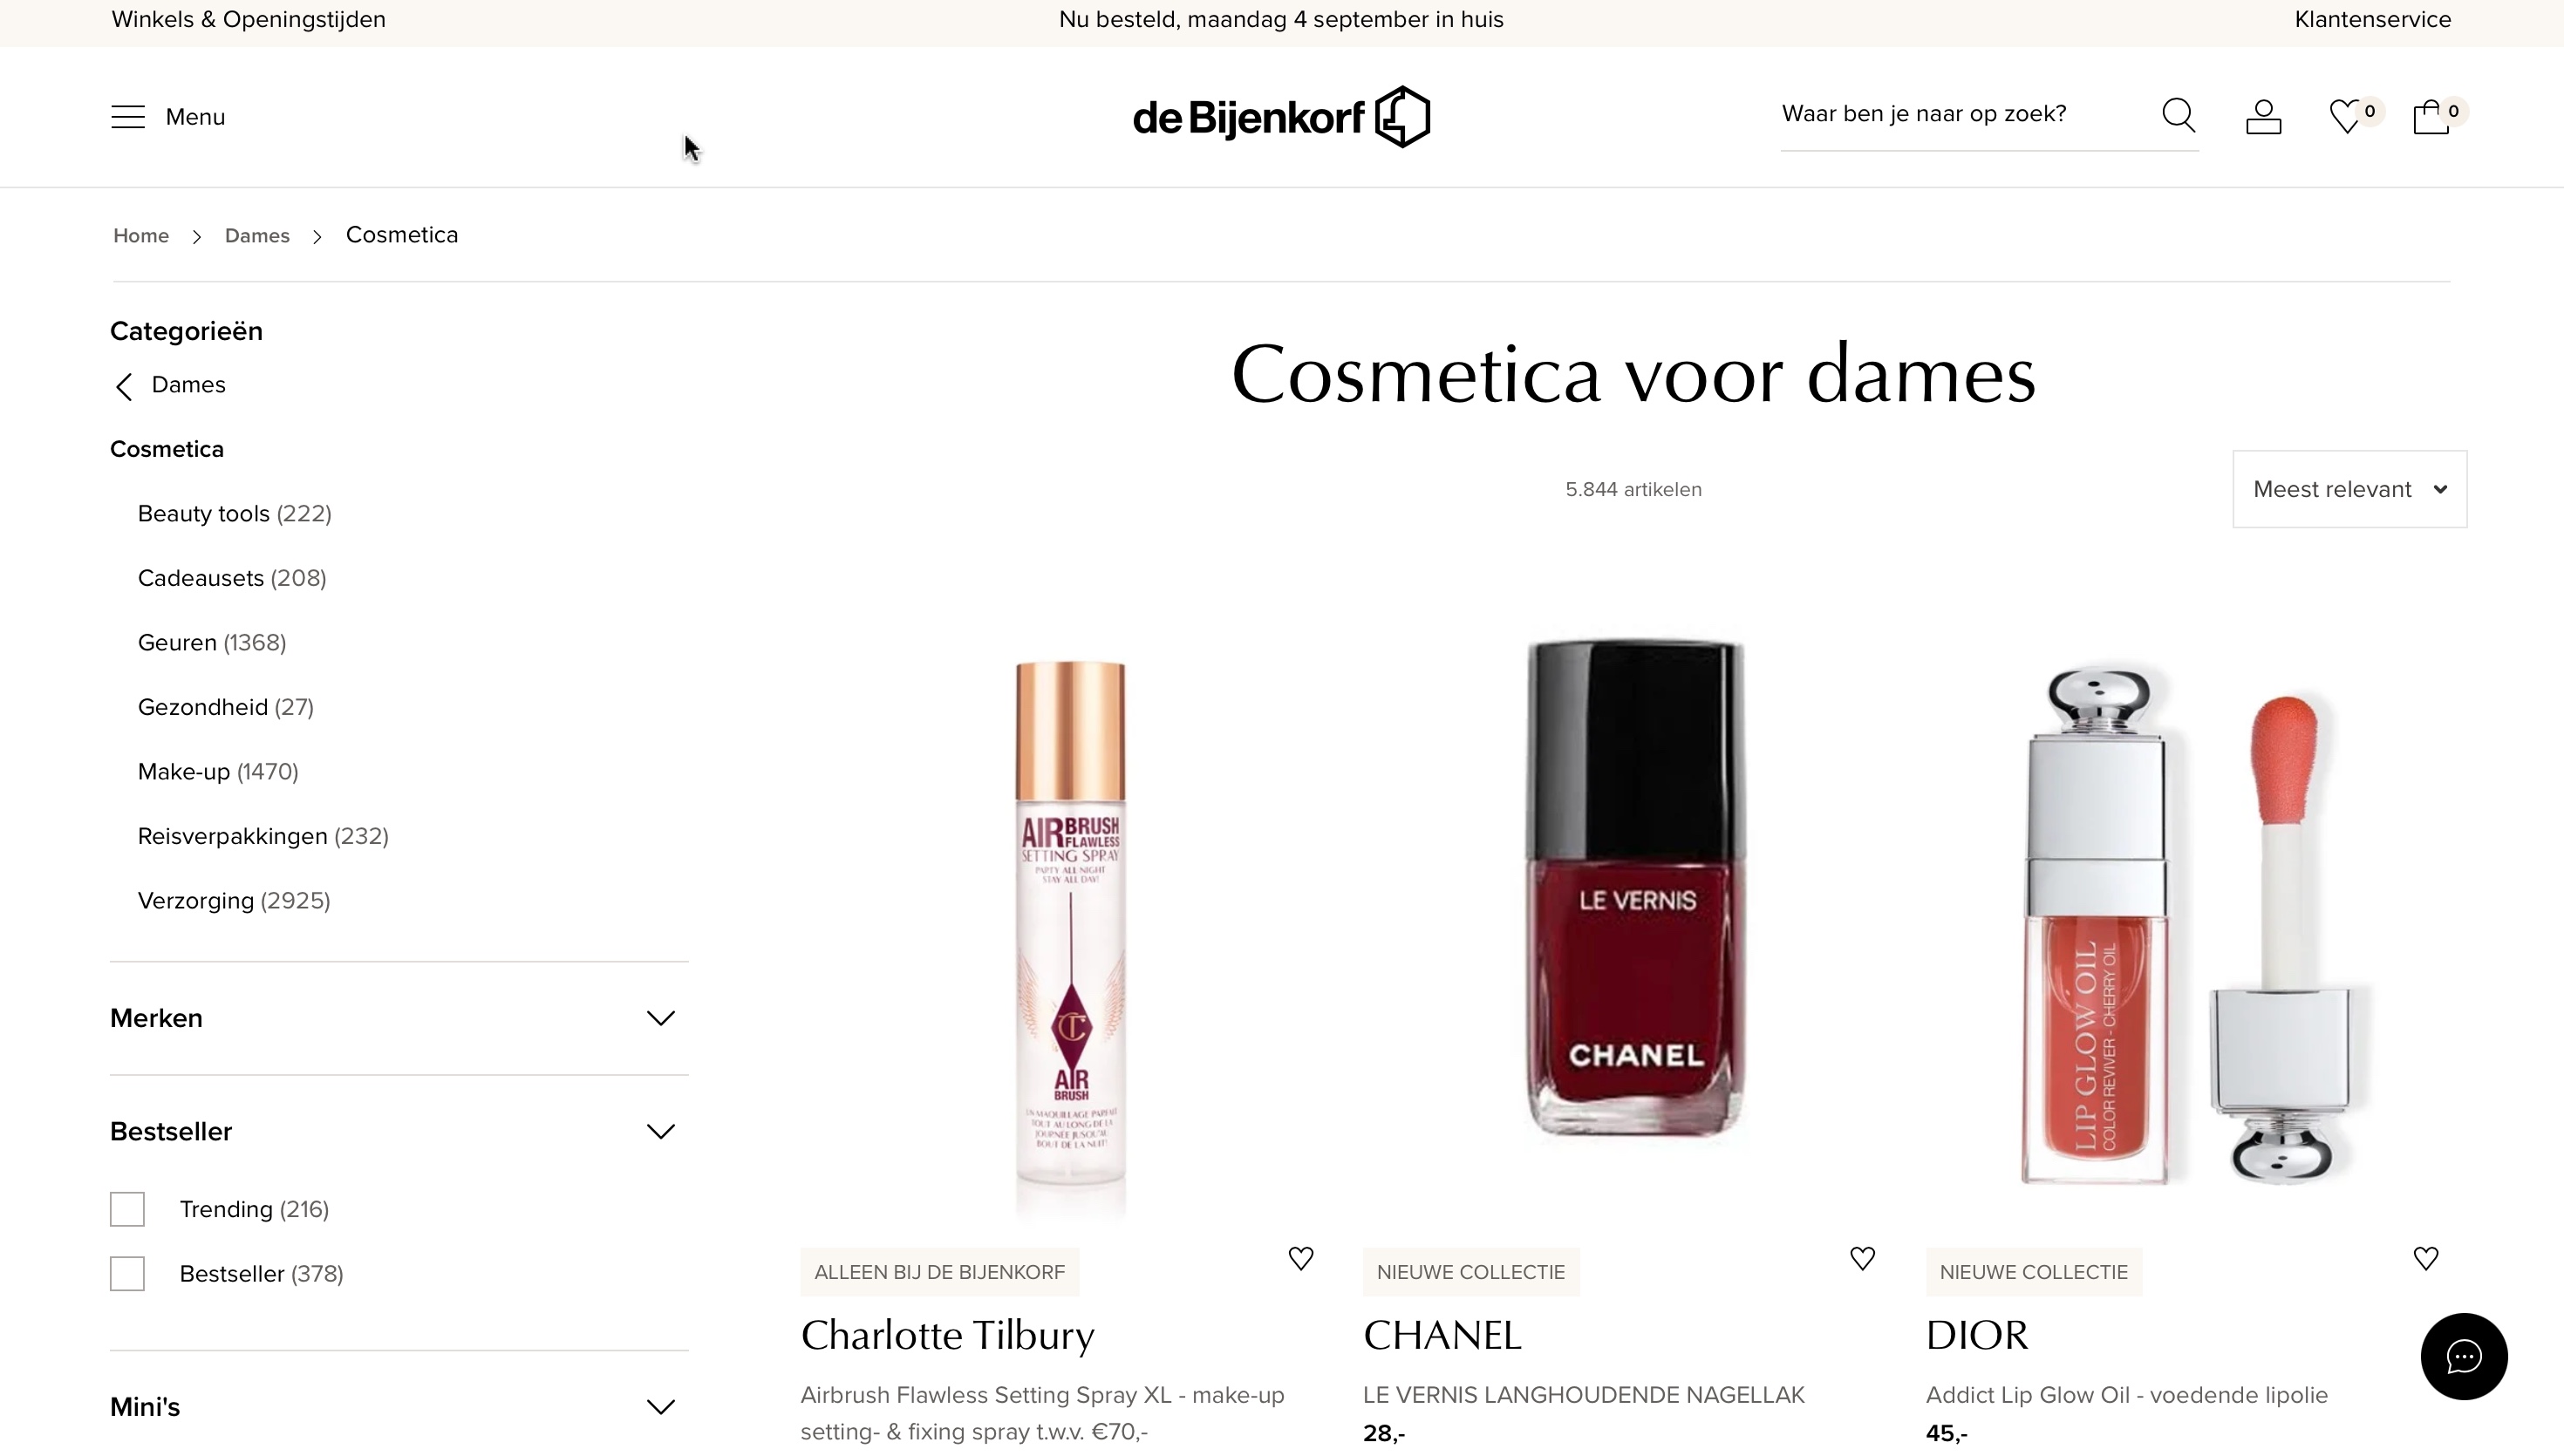 Winkels & Openingstijden
Nu besteld, maandag 4 september in huis
Klantenservice
Menu
de Bijenkorf
Waar ben je naar op zoek?
0
0
Home
Dames
Cosmetica
Categorieën
Dames
Cosmetica
Beauty tools (222)
Cadeausets (208)
Geuren (1368)
Gezondheid (27)
Make-up (1470)
Reisverpakkingen (232)
Verzorging (2925)
Merken
Bestseller
Trending (216)
Bestseller (378)
Mini's
Cosmetica voor dames
5.844 artikelen
Meest relevant
AIRBRUSH
FLAWLESS
SETTING SPRAY
PARTY ALL NIGHT
STAY ALL DAY!
AIR
BRUSH
UN MAQUILLAGE PARFAIT
TOUT AU LONG DE LA
JOURNÉE JUSQU'AU
BOUT DE LA NUIT!
ALLEEN BIJ DE BIJENKORF
Charlotte Tilbury
Airbrush Flawless Setting Spray XL - make-up
setting- & fixing spray t.w.v. €70,-
LE VERNIS
CHANEL
NIEUWE COLLECTIE
CHANEL
LE VERNIS LANGHOUDENDE NAGELLAK
28,-
LIP GLOW OIL
COLOR REVIVER - CHERRY OIL
NIEUWE COLLECTIE
DIOR
Addict Lip Glow Oil - voedende lipolie
45,-